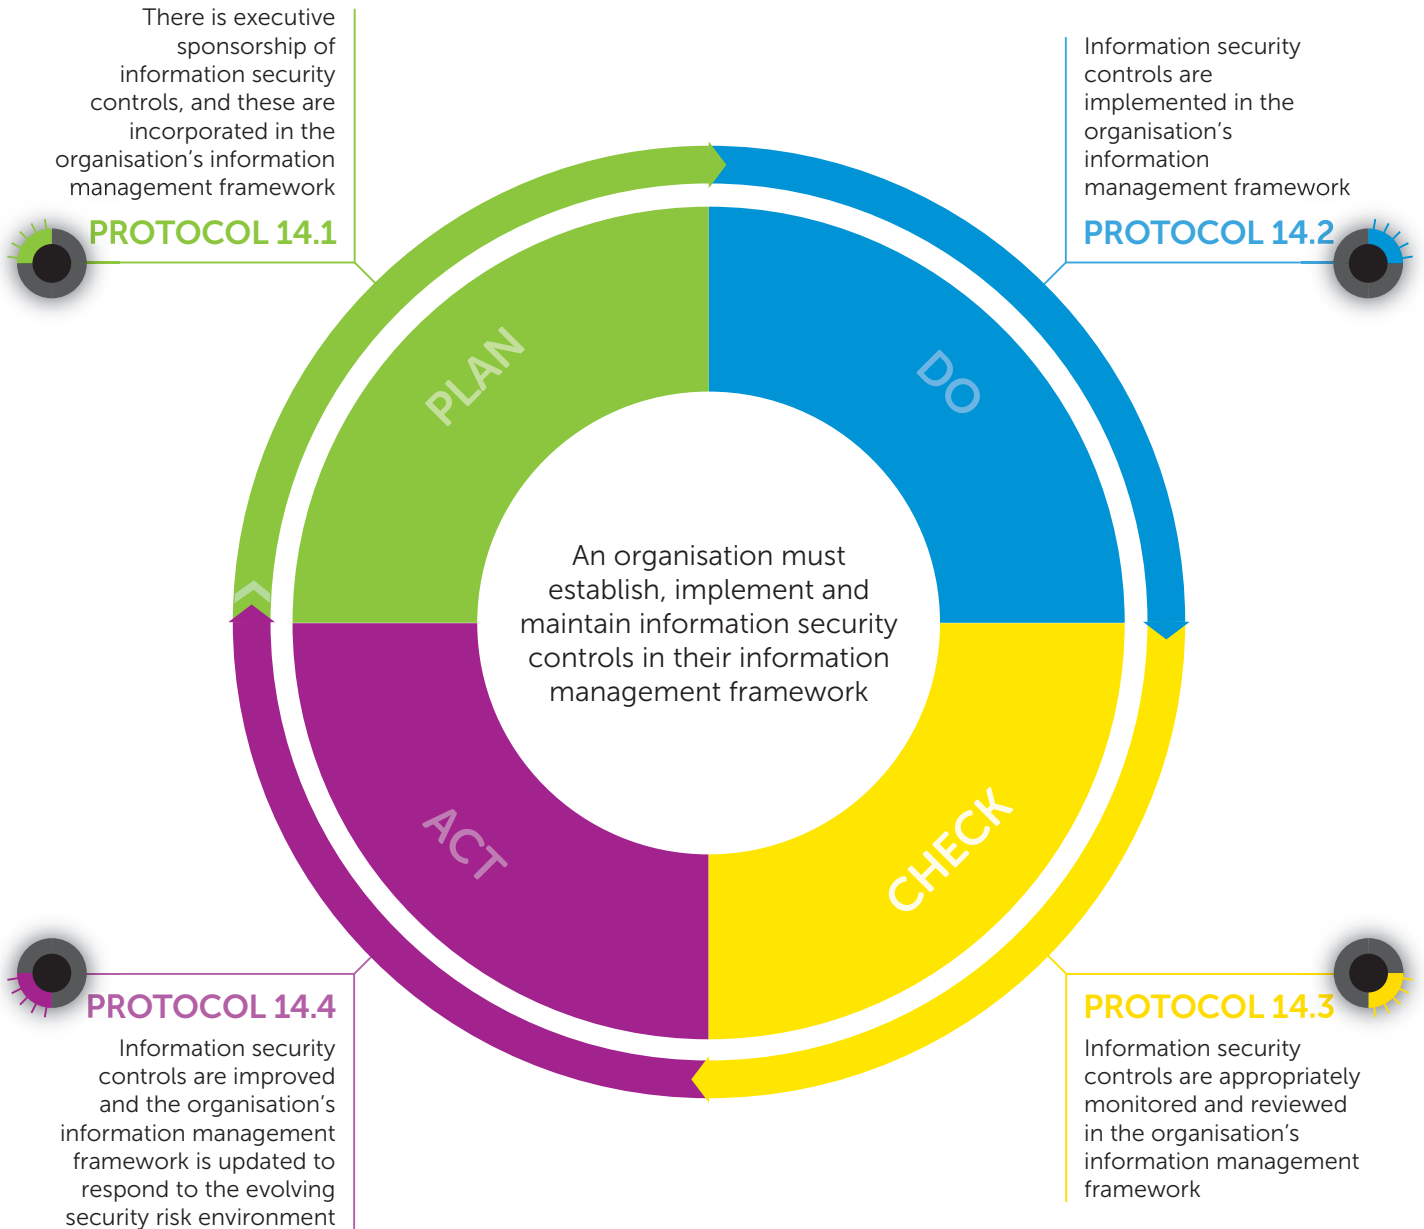 There is executive
sponsorship of
information security
controls, and these are
incorporated in the
organisation's information
management framework
PROTOCOL 14.1
Information security
controls are
implemented in the
organisation's
information
management framework
PROTOCOL 14.2
PLAN
DO
An organisation must
establish, implement and
maintain information security
controls in their information
management framework
ACT
CHECK
PROTOCOL 14.4
Information security
controls are improved
and the organisation's
information management
framework is updated to
respond to the evolving
security risk environment
PROTOCOL 14.3
Information security
controls are appropriately
monitored and reviewed
in the organisation's
information management
framework